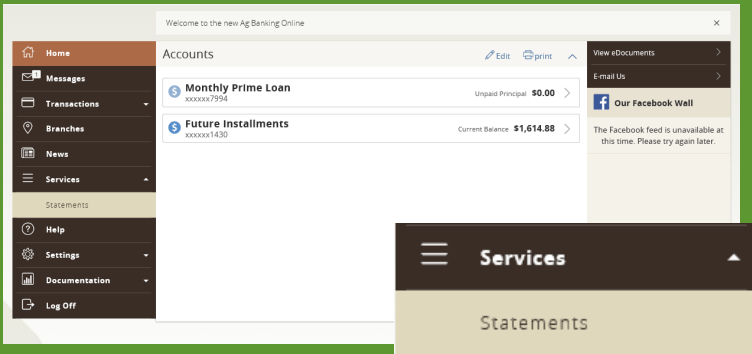 Welcome to the new Ag Banking Online ×
Home
1
Messages
Transactions
Branches
News
Services
Statements
Help
Settings
Documentation
Log Off
Accounts
Edit print
S Monthly Prime Loan
xxxxxx7994
Unpaid Principal $0.00
S Future Installments
xxxxxx1430
Current Balance $1,614.88
View eDocuments
E-mail Us
f Our Facebook Wall
The Facebook feed is unavailable at
this time. Please try again later.
Services
Statements